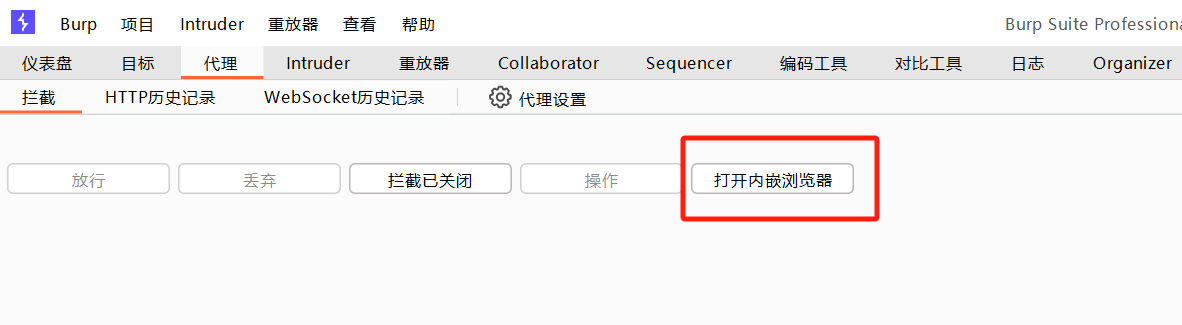 Burp 项目 Intruder 重放器 查看 帮助 Burp Suite Professiona
仪表盘 目标 代理 Intruder 重放器 Collaborator Sequencer 编码工具 对比工具 日志 Organizer
拦截 HTTP历史记录 WebSocket历史记录 代理设置
放行 丢弃 拦截已关闭 操作 打开内嵌浏览器